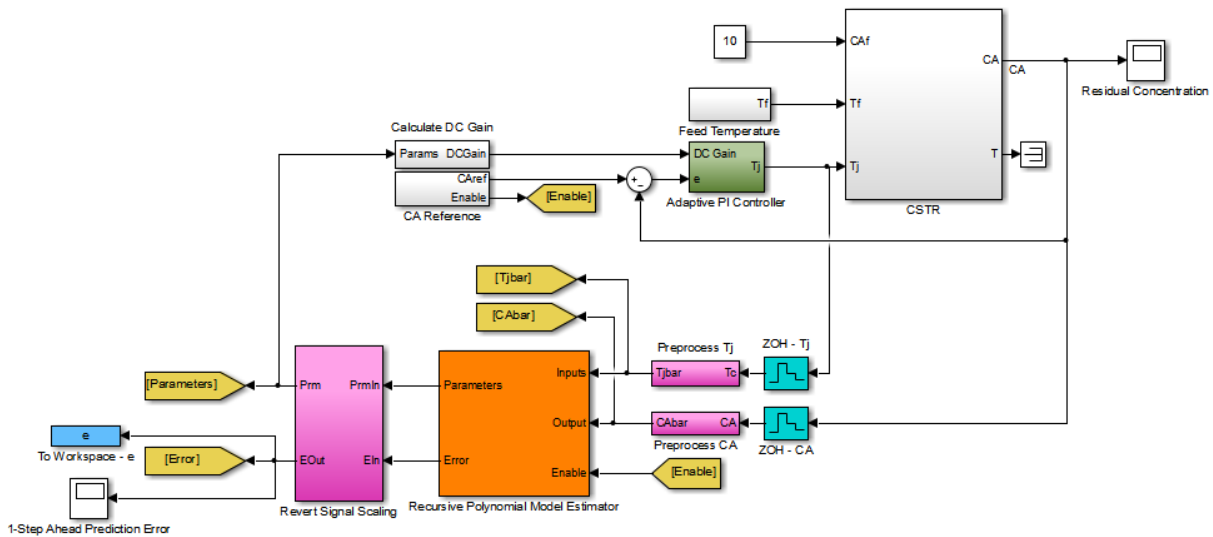 10
CAf
CA
CA
Residual Concentration
Tf
Feed Temperature
Tf
Calculate DC Gain
Params DCGain
DC Gain
Tj
e
Adaptive PI Controller
Tj
T
CSTR
CAref
Enable
CA Reference
[Enable]
+
-
[Tjbar]
[CAbar]
Preprocess Tj
Tjbar Tc
ZOH - Tj
CAbar CA
Preprocess CA
ZOH - CA
Inputs
Parameters
Output
Error
Enable
Recursive Polynomial Model Estimator
[Enable]
Prm PrmIn
EOut EIn
Revert Signal Scaling
[Parameters]
e
To Workspace - e
[Error]
1-Step Ahead Prediction Error